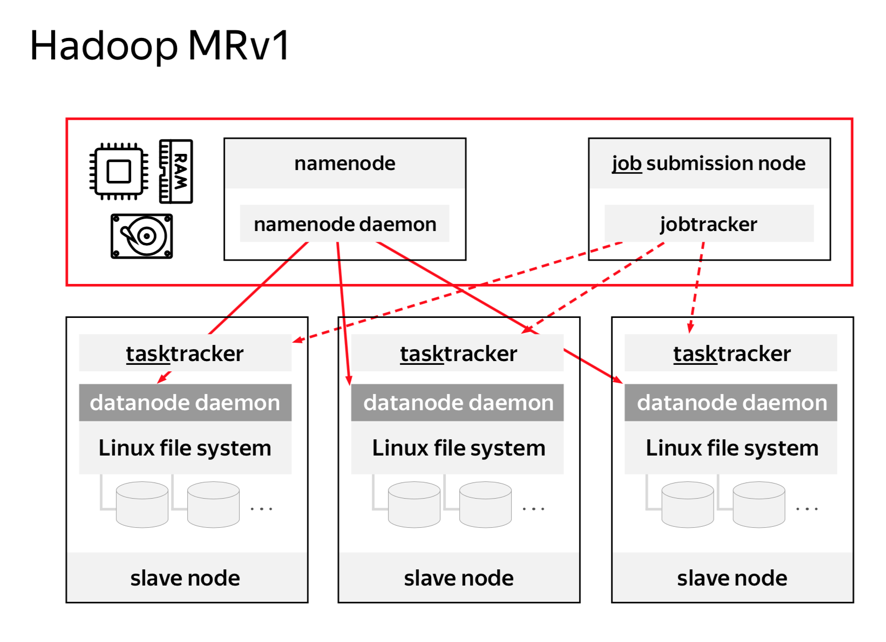 Hadoop MRv1
RAM
namenode
namenode daemon
job submission node
jobtracker
tasktracker
datanode daemon
Linux file system
...
slave node
tasktracker
datanode daemon
Linux file system
...
slave node
tasktracker
datanode daemon
Linux file system
...
slave node